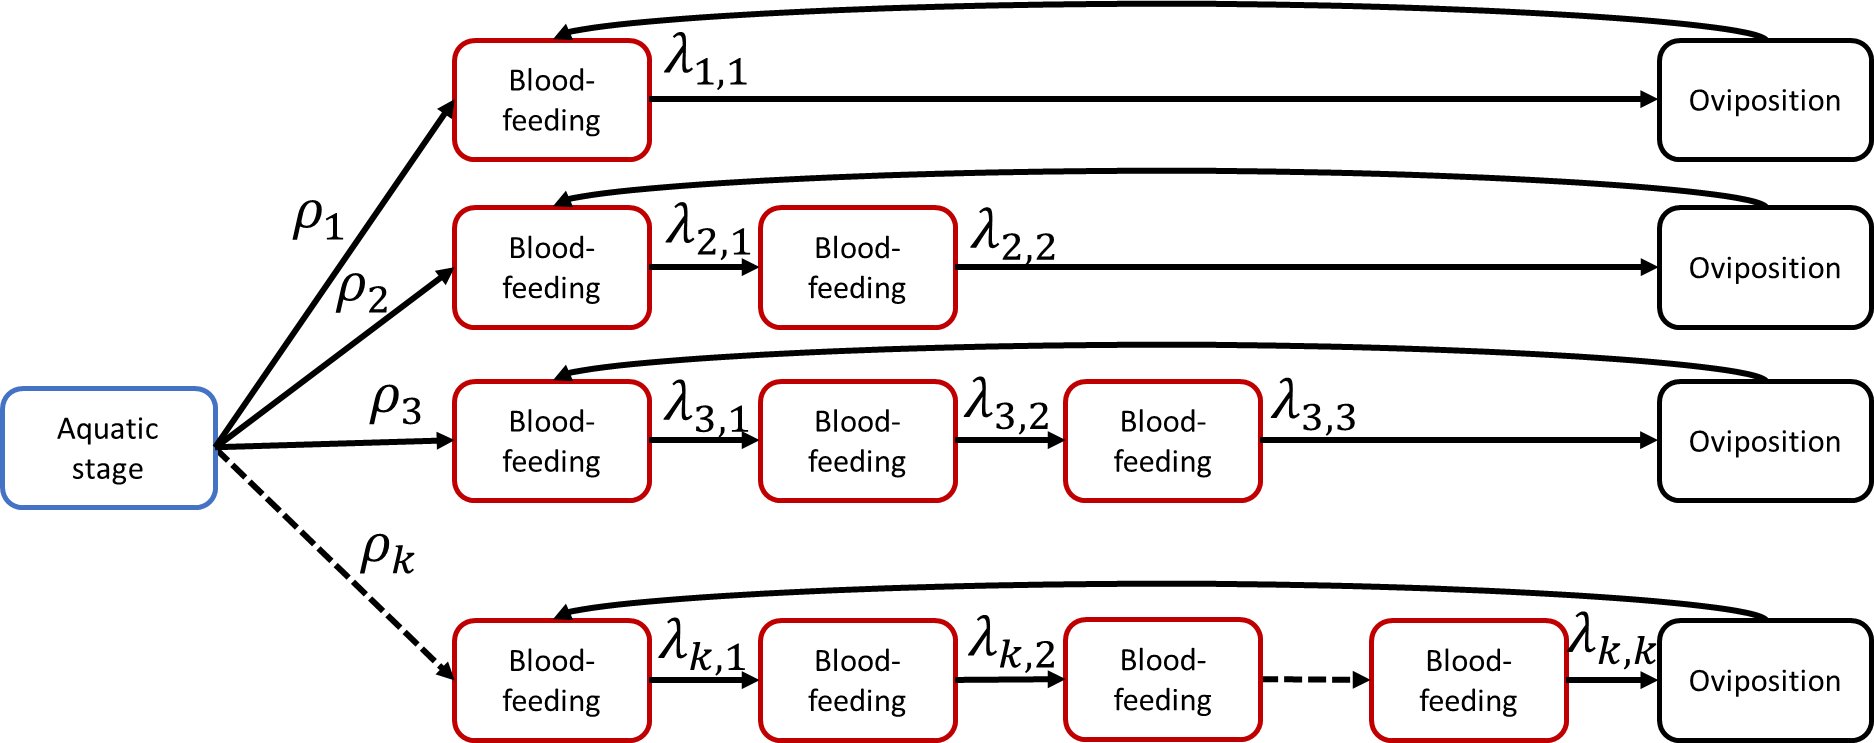 λ1,1
Blood-
feeding
Oviposition
ρ1
λ2,1
λ2,2
Blood-
feeding
Blood-
feeding
Oviposition
ρ2
ρ3
λ3,1
λ3,2
λ3,3
Blood-
feeding
Blood-
feeding
Blood-
feeding
Oviposition
Aquatic
stage
ρk
λk,1
λk,2
λk,k
Blood-
feeding
Blood-
feeding
Blood-
feeding
Blood-
feeding
Oviposition